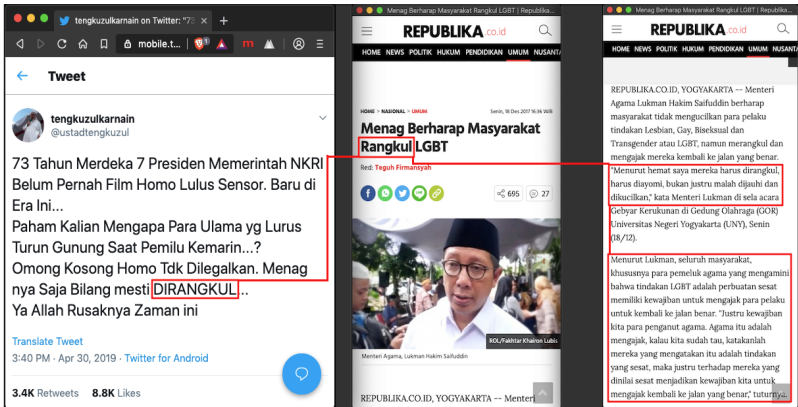 tengkuzulkarnain on Twitter: "73
mobile.t...
Tweet
tengkuzulkarnain
@ustadtengkuzul
73 Tahun Merdeka 7 Presiden Memerintah NKRI
Belum Pernah Film Homo Lulus Sensor. Baru di
Era Ini...
Paham Kalian Mengapa Para Ulama yg Lurus
Turun Gunung Saat Pemilu Kemarin...?
Omong Kosong Homo Tdk Dilegalkan. Menag
nya Saja Bilang mesti DIRANGKUL...
Ya Allah Rusaknya Zaman ini
Translate Tweet
3:40 PM · Apr 30, 2019 · Twitter for Android
3.4K Retweets 8.8K Likes
Menag Berharap Masyarakat Rangkul LGBT | Republika...
REPUBLIKA.co.id
HOME NEWS POLITIK HUKUM PENDIDIKAN UMUM NUSANT
HOME > NASIONAL > UMUM
Senin, 18 Des 2017 16:36 WIB
Menag Berharap Masyarakat
Rangkul LGBT
Red: Teguh Firmansyah
695 27
ROL/Fakhtar Khairon Lubis
Menteri Agama, Lukman Hakim Saifuddin
REPUBLIKA.CO.ID, YOGYAKARTA -- Menteri
Menag Berharap Masyarakat Rangkul LGBT | Republika...
REPUBLIKA.co.id
HOME NEWS POLITIK HUKUM PENDIDIKAN UMUM NUSANTA
REPUBLIKA.CO.ID, YOGYAKARTA -- Menteri
Agama Lukman Hakim Saifuddin berharap
masyarakat tidak mengucilkan para pelaku
tindakan Lesbian, Gay, Biseksual dan
Transgender atau LGBT, namun merangkul dan
mengajak mereka kembali ke jalan yang benar.
"Menurut hemat saya mereka harus dirangkul,
harus diayomi, bukan justru malah dijauhi dan
dikucilkan," kata Menteri Lukman di sela acara
Gebyar Kerukunan di Gedung Olahraga (GOR)
Universitas Negeri Yogyakarta (UNY), Senin
(18/12).
Menurut Lukman, seluruh masyarakat,
khususnya para pemeluk agama yang mengamini
bahwa tindakan LGBT adalah perbuatan sesat
memiliki kewajiban untuk mengajak para pelaku
untuk kembali ke jalan benar. "Justru kewajiban
kita para penganut agama. Agama itu adalah
mengajak, kalau kita sudah tau, katakanlah
mereka yang mengatakan itu adalah tindakan
yang sesat, maka justru terhadap mereka yang
dinilai sesat menjadikan kewajiban kita untuk
mengajak kembali ke jalan yang benar," tuturnya...